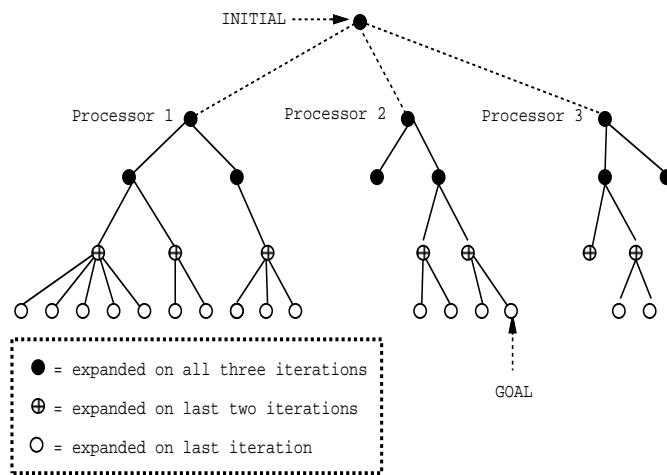 INITIAL
Processor 1
Processor 2
Processor 3
GOAL
= expanded on all three iterations
= expanded on last two iterations
= expanded on last iteration